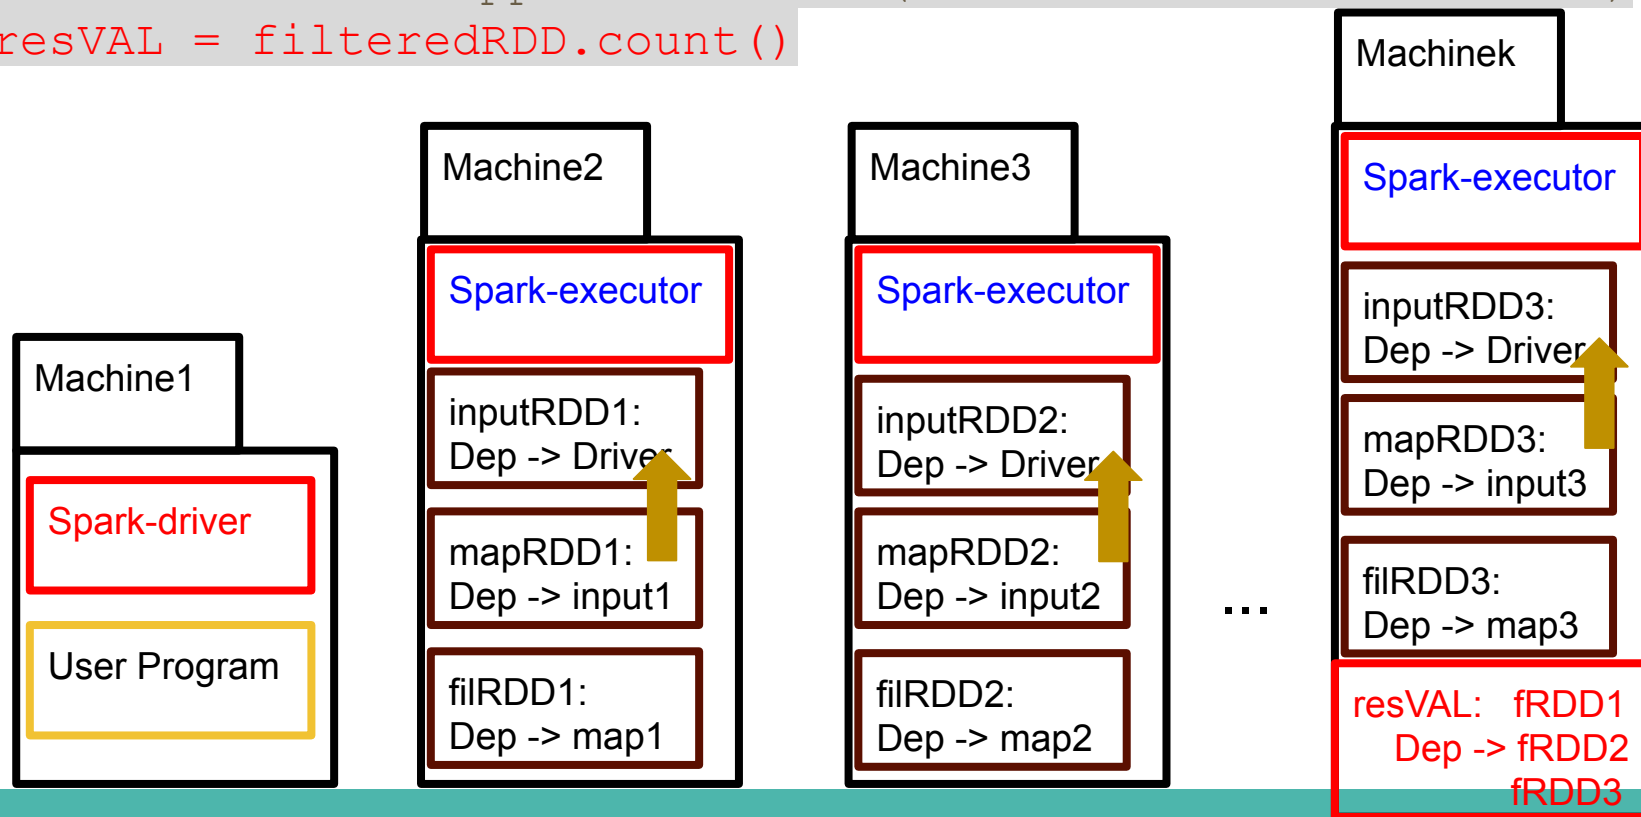 resVAL = filteredRDD.count()
Machinek
Machine2
Machine3
Spark-executor
Spark-executor
Spark-executor
inputRDD3:
Dep -> Driver
Machine1
inputRDD1:
Dep -> Driver
inputRDD2:
Dep -> Driver
mapRDD3:
Dep -> input3
Spark-driver
mapRDD1:
Dep -> input1
mapRDD2:
Dep -> input2
...
filRDD3:
Dep -> map3
User Program
filRDD1:
Dep -> map1
filRDD2:
Dep -> map2
resVAL: fRDD1
Dep -> fRDD2
fRDD3